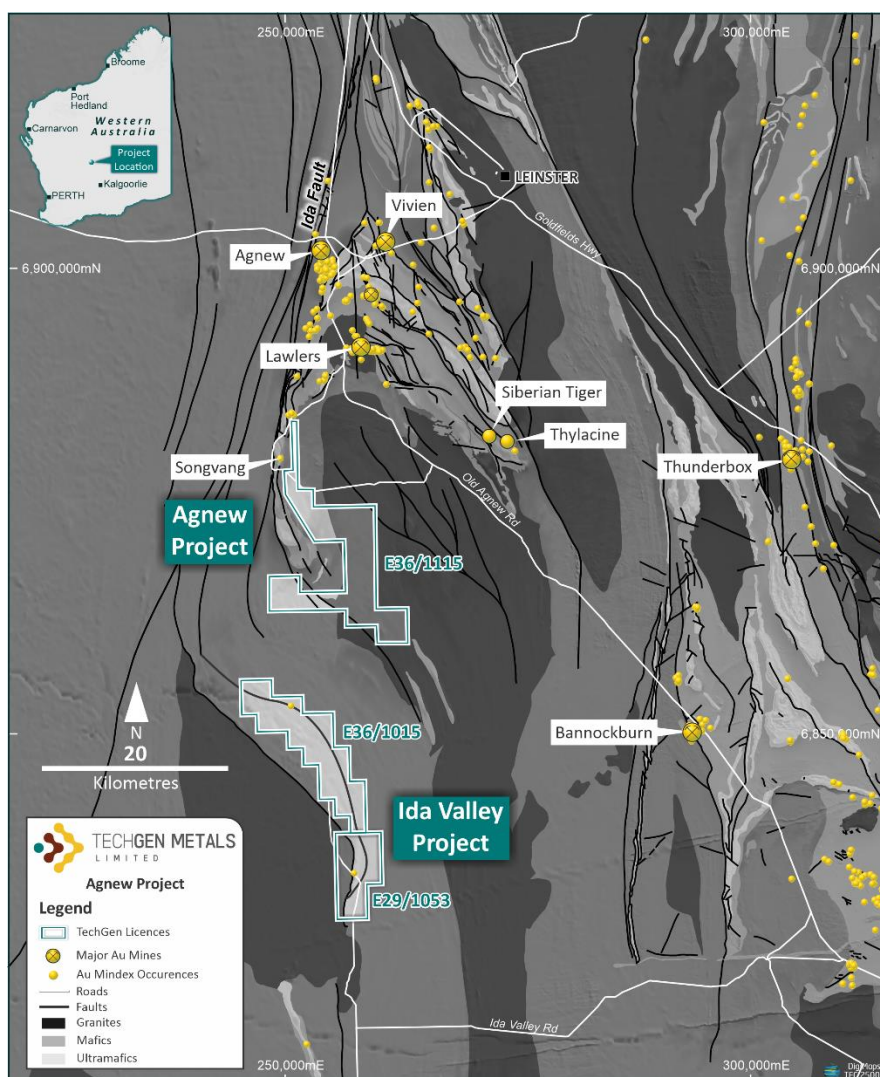 250,000mE
300,000mE
Broome
Port
Hedland
Western
Australia
Carnarvon
Project
Location
Kalgoorlie
PERTH
Ida Fault
LEINSTER
Vivien
Goldfields Hwy
Agnew
6,900,000mN
6,900,000mN
Lawlers
Siberian Tiger
Thylacine
Songvang
Thunderbox
Old Agnew Rd
Agnew
Project
E36/1115
E36/1015
N
20
Kilometres
Bannockburn
6,850,000mN
Ida Valley
Project
E29/1053
TECHGEN METALS
LIMITED
Agnew Project
Legend
TechGen Licences
Major Au Mines
Au Mindex Occurences
Roads
Faults
Granites
Mafics
Ultramafics
Ida Valley Rd
250,000mE
300,000mE